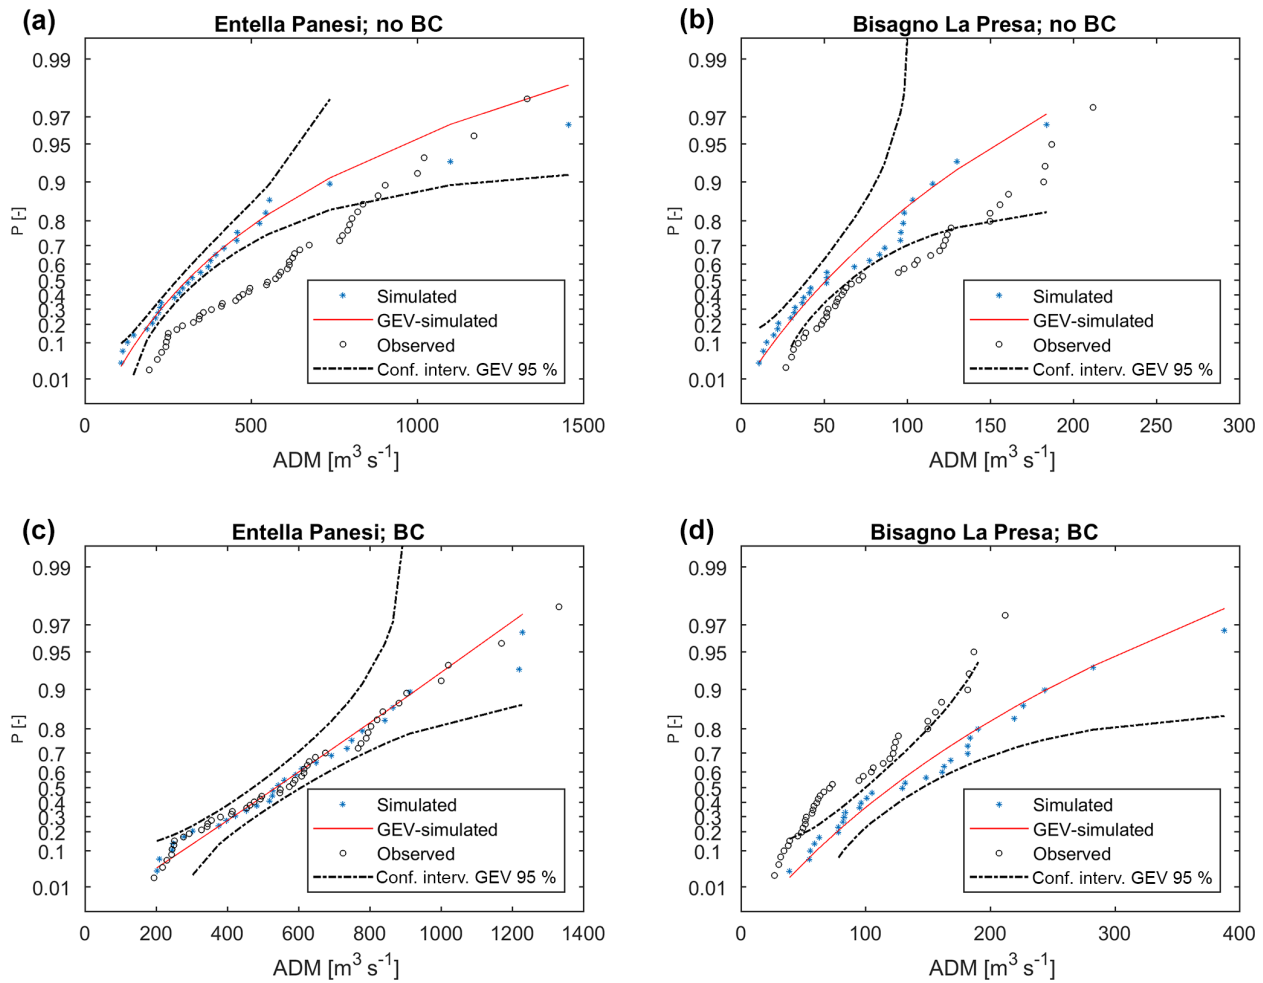 (a)
Entella Panesi; no BC
0.99
0.97
0.95
0.9
0.8
0.7
0.6
0.5
0.4
0.3
0.2
0.1
0.01
P [-]
Simulated
GEV-simulated
Observed
Conf. interv. GEV 95 %
0 500 1000 1500
ADM [m³ s⁻¹]
(b)
Bisagno La Presa; no BC
0.99
0.97
0.95
0.9
0.8
0.7
0.6
0.5
0.4
0.3
0.2
0.1
0.01
P [-]
Simulated
GEV-simulated
Observed
Conf. interv. GEV 95 %
0 50 100 150 200 250 300
ADM [m³ s⁻¹]
(c)
Entella Panesi; BC
0.99
0.97
0.95
0.9
0.8
0.7
0.6
0.5
0.4
0.3
0.2
0.1
0.01
P [-]
Simulated
GEV-simulated
Observed
Conf. interv. GEV 95 %
0 200 400 600 800 1000 1200 1400
ADM [m³ s⁻¹]
(d)
Bisagno La Presa; BC
0.99
0.97
0.95
0.9
0.8
0.7
0.6
0.5
0.4
0.3
0.2
0.1
0.01
P [-]
Simulated
GEV-simulated
Observed
Conf. interv. GEV 95 %
0 100 200 300 400
ADM [m³ s⁻¹]